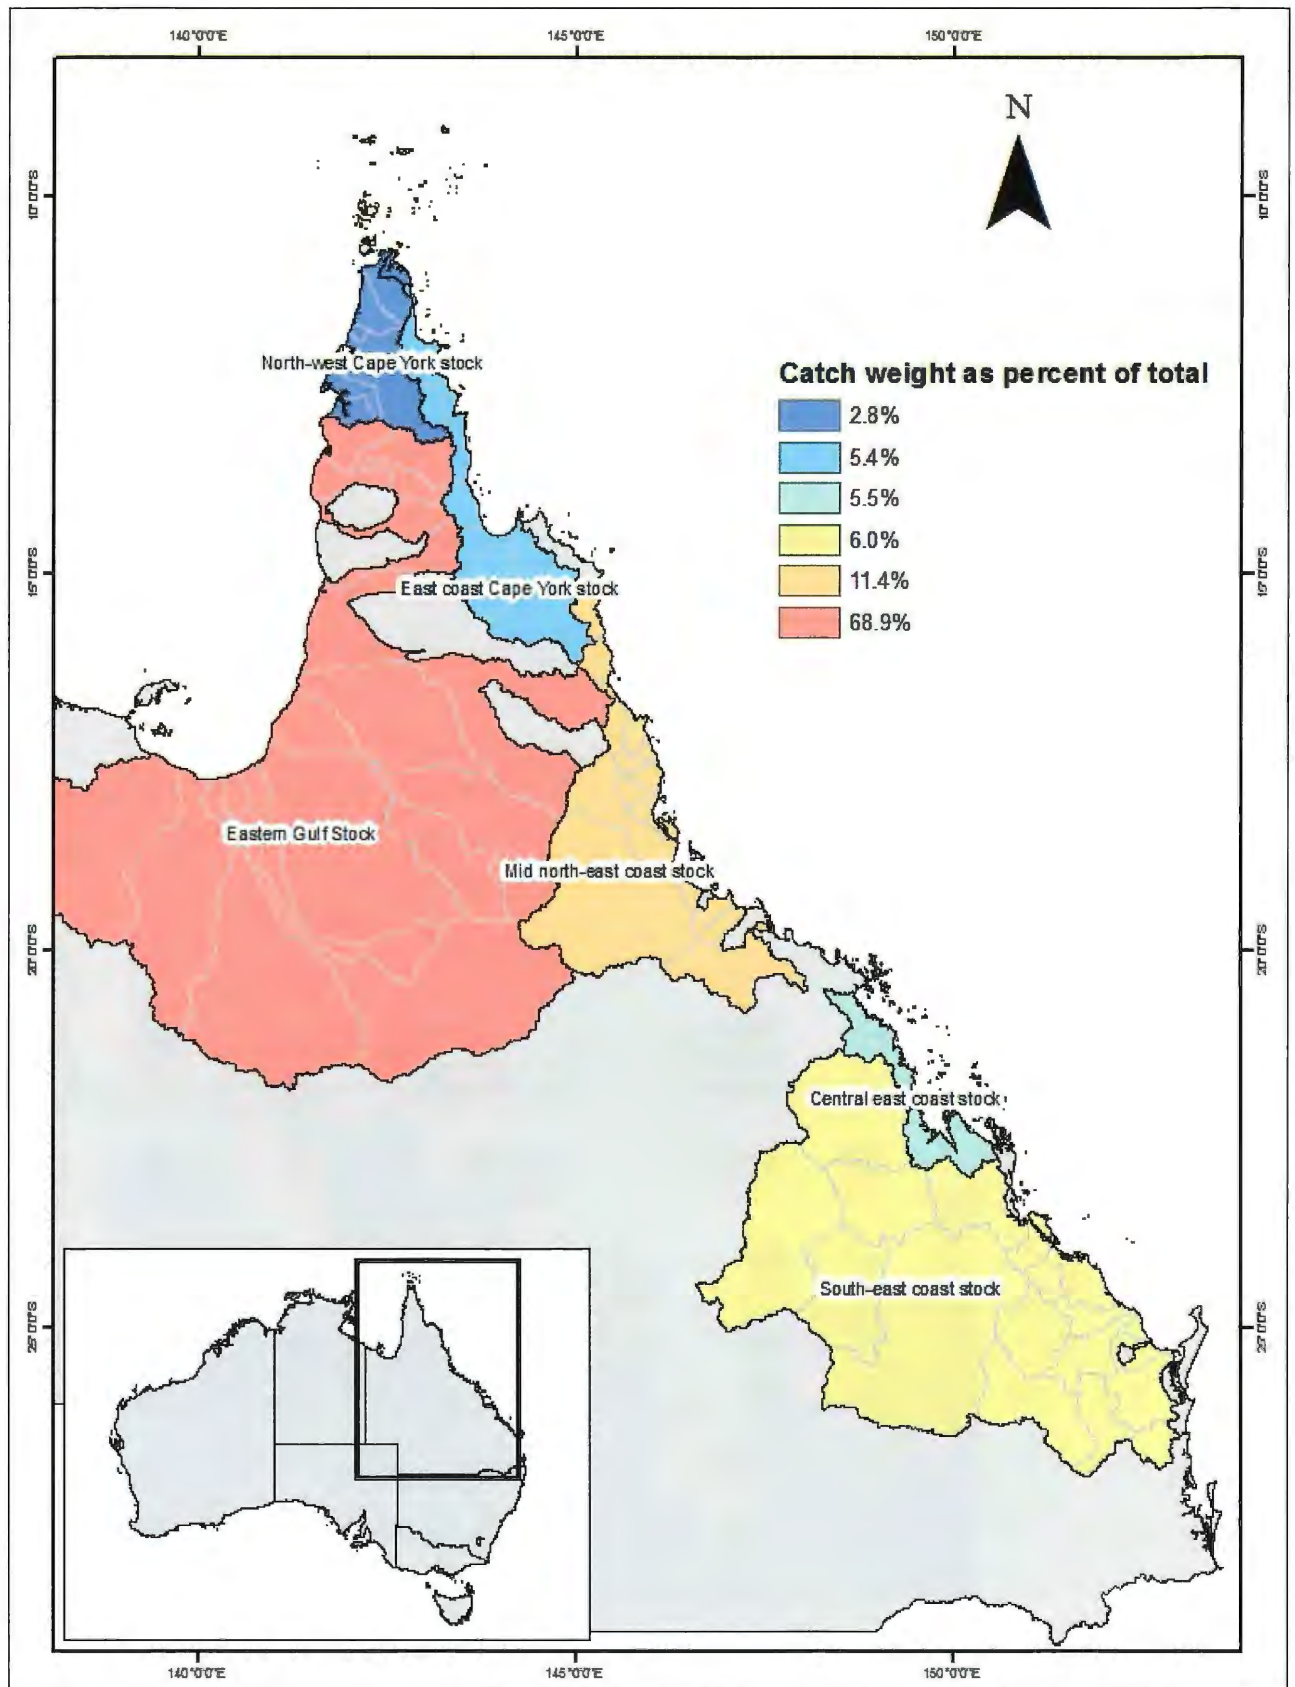 140°0'0"E 145°0'0"E 150°0'0"E
N
10°0'0"S 10°0'0"S
North-west Cape York stock
Catch weight as percent of total
2.8%
5.4%
5.5%
6.0%
11.4%
68.9%
15°0'0"S 15°0'0"S
East coast Cape York stock
Eastern Gulf Stock
Mid north-east coast stock
20°0'0"S 20°0'0"S
Central east coast stock
South-east coast stock
25°0'0"S 25°0'0"S
140°0'0"E 145°0'0"E 150°0'0"E